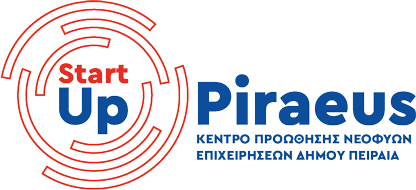 Start
Up
Piraeus
ΚΕΝΤΡΟ ΠΡΟΩΘΗΣΗΣ ΝΕΟΦΥΩΝ
ΕΠΙΧΕΙΡΗΣΕΩΝ ΔΗΜΟΥ ΠΕΙΡΑΙΑ